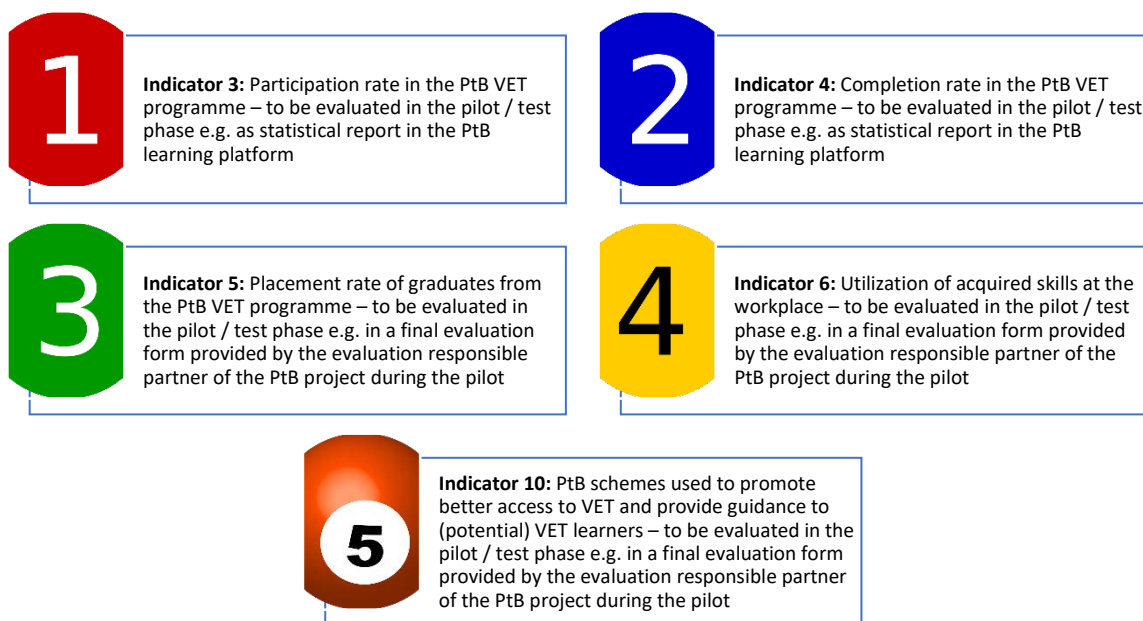 1
Indicator 3: Participation rate in the PtB VET
programme – to be evaluated in the pilot / test
phase e.g. as statistical report in the PtB
learning platform
2
Indicator 4: Completion rate in the PtB VET
programme – to be evaluated in the pilot / test
phase e.g. as statistical report in the PtB
learning platform
3
Indicator 5: Placement rate of graduates from
the PtB VET programme – to be evaluated in
the pilot / test phase e.g. in a final evaluation
form provided by the evaluation responsible
partner of the PtB project during the pilot
4
Indicator 6: Utilization of acquired skills at the
workplace – to be evaluated in the pilot / test
phase e.g. in a final evaluation form provided
by the evaluation responsible partner of the
PtB project during the pilot
5
Indicator 10: PtB schemes used to promote
better access to VET and provide guidance to
(potential) VET learners – to be evaluated in the
pilot / test phase e.g. in a final evaluation form
provided by the evaluation responsible partner
of the PtB project during the pilot